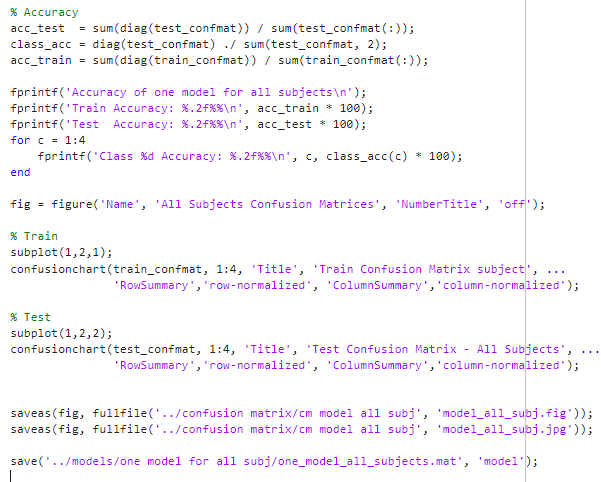 % Accuracy
acc_test  = sum(diag(test_confmat)) / sum(test_confmat(:));
class_acc = diag(test_confmat) ./ sum(test_confmat, 2);
acc_train = sum(diag(train_confmat)) / sum(train_confmat(:));
fprintf('Accuracy of one model for all subjects\n');
fprintf('Train Accuracy: %.2f%%\n', acc_train * 100);
fprintf('Test  Accuracy: %.2f%%\n', acc_test * 100);
for c = 1:4
    fprintf('Class %d Accuracy: %.2f%%\n', c, class_acc(c) * 100);
end
fig = figure('Name', 'All Subjects Confusion Matrices', 'NumberTitle', 'off');
% Train
subplot(1,2,1);
confusionchart(train_confmat, 1:4, 'Title', 'Train Confusion Matrix subject', ...
               'RowSummary','row-normalized', 'ColumnSummary','column-normalized');
% Test
subplot(1,2,2);
confusionchart(test_confmat, 1:4, 'Title', 'Test Confusion Matrix - All Subjects', ...
               'RowSummary','row-normalized', 'ColumnSummary','column-normalized');
saveas(fig, fullfile('../confusion matrix/cm model all subj', 'model_all_subj.fig'));
saveas(fig, fullfile('../confusion matrix/cm model all subj', 'model_all_subj.jpg'));
save('../models/one model for all subj/one_model_all_subjects.mat', 'model');